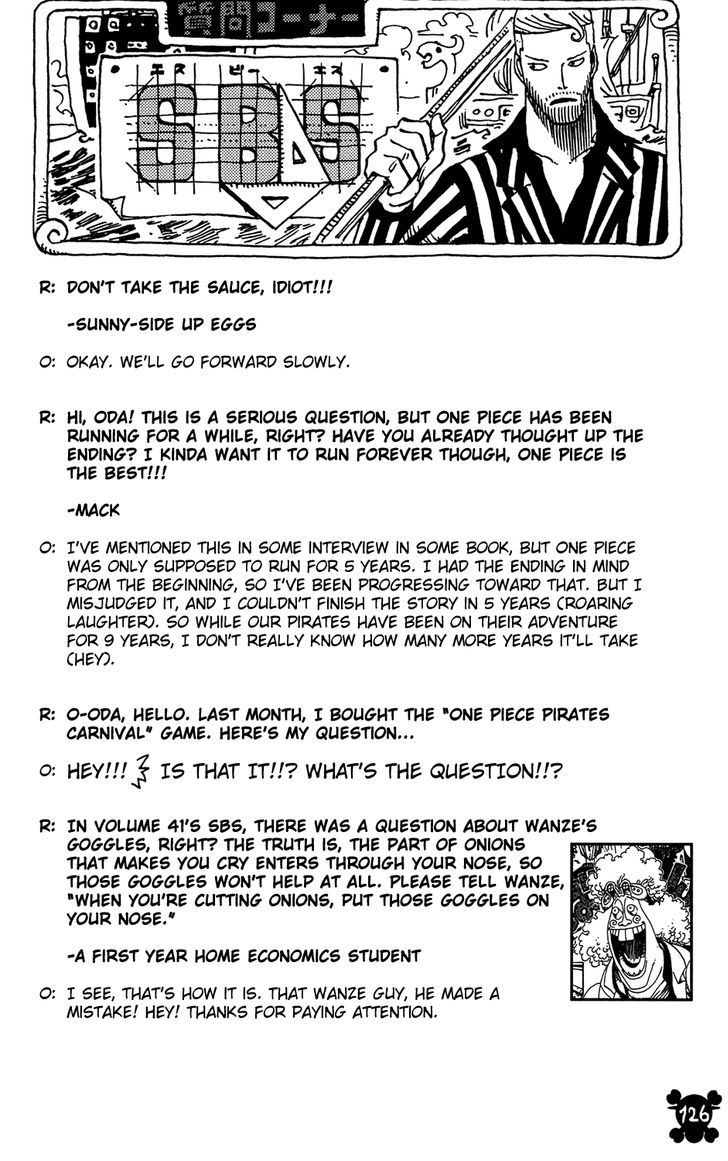 質問コーナー
エス ビー エス
SBS
R: DON'T TAKE THE SAUCE, IDIOT!!!
-SUNNY-SIDE UP EGGS
O: OKAY. WE'LL GO FORWARD SLOWLY.
R: HI, ODA! THIS IS A SERIOUS QUESTION, BUT ONE PIECE HAS BEEN
RUNNING FOR A WHILE, RIGHT? HAVE YOU ALREADY THOUGHT UP THE
ENDING? I KINDA WANT IT TO RUN FOREVER THOUGH, ONE PIECE IS
THE BEST!!!
-MACK
O: I'VE MENTIONED THIS IN SOME INTERVIEW IN SOME BOOK, BUT ONE PIECE
WAS ONLY SUPPOSED TO RUN FOR 5 YEARS. I HAD THE ENDING IN MIND
FROM THE BEGINNING, SO I'VE BEEN PROGRESSING TOWARD THAT. BUT I
MISJUDGED IT, AND I COULDN'T FINISH THE STORY IN 5 YEARS (ROARING
LAUGHTER). SO WHILE OUR PIRATES HAVE BEEN ON THEIR ADVENTURE
FOR 9 YEARS, I DON'T REALLY KNOW HOW MANY MORE YEARS IT'LL TAKE
(HEY).
R: O-ODA, HELLO. LAST MONTH, I BOUGHT THE "ONE PIECE PIRATES
CARNIVAL" GAME. HERE'S MY QUESTION...
O: HEY!!! IS THAT IT!!? WHAT'S THE QUESTION!!?
R: IN VOLUME 41'S SBS, THERE WAS A QUESTION ABOUT WANZE'S
GOGGLES, RIGHT? THE TRUTH IS, THE PART OF ONIONS
THAT MAKES YOU CRY ENTERS THROUGH YOUR NOSE, SO
THOSE GOGGLES WON'T HELP AT ALL. PLEASE TELL WANZE,
"WHEN YOU'RE CUTTING ONIONS, PUT THOSE GOGGLES ON
YOUR NOSE."
-A FIRST YEAR HOME ECONOMICS STUDENT
O: I SEE, THAT'S HOW IT IS. THAT WANZE GUY, HE MADE A
MISTAKE! HEY! THANKS FOR PAYING ATTENTION.
126